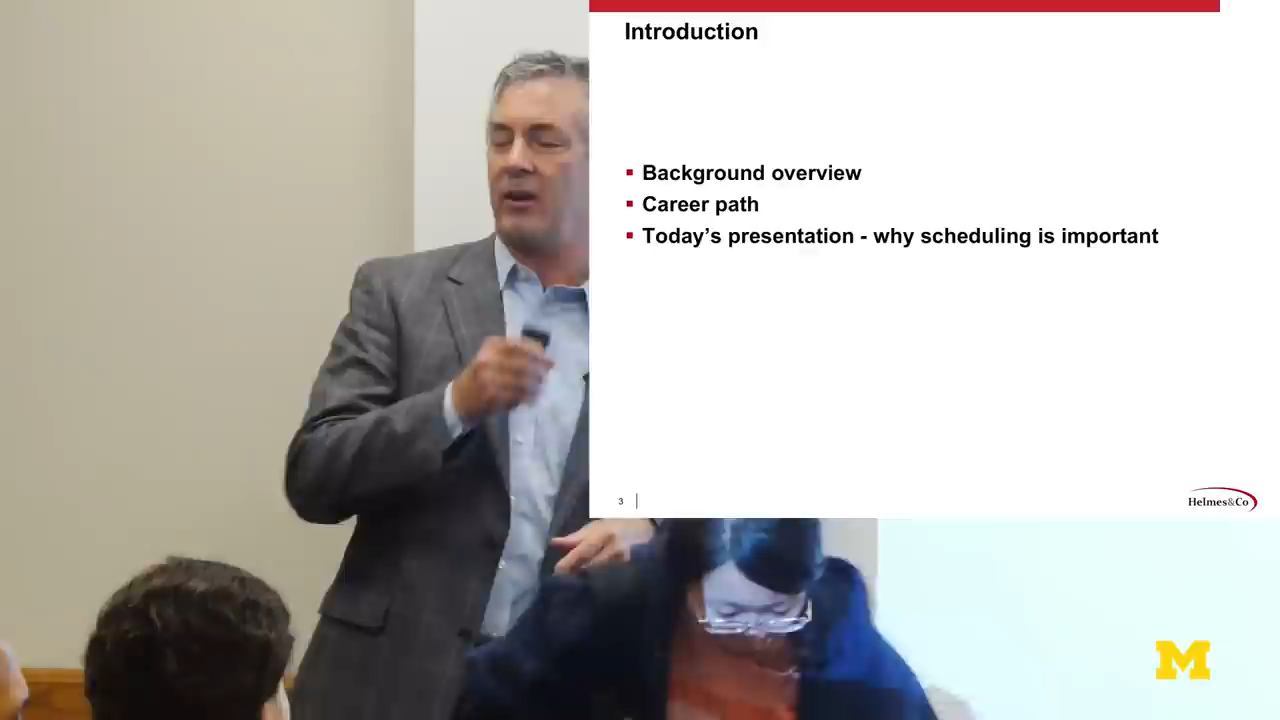 Introduction
Background overview
Career path
Today’s presentation - why scheduling is important
3
Helmes&Co
M